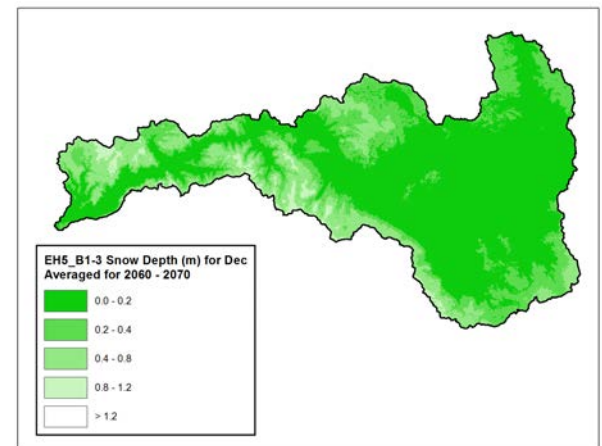 EH5_B1-3 Snow Depth (m) for Dec
Averaged for 2060 - 2070
0.0 - 0.2
0.2 - 0.4
0.4 - 0.8
0.8 - 1.2
> 1.2